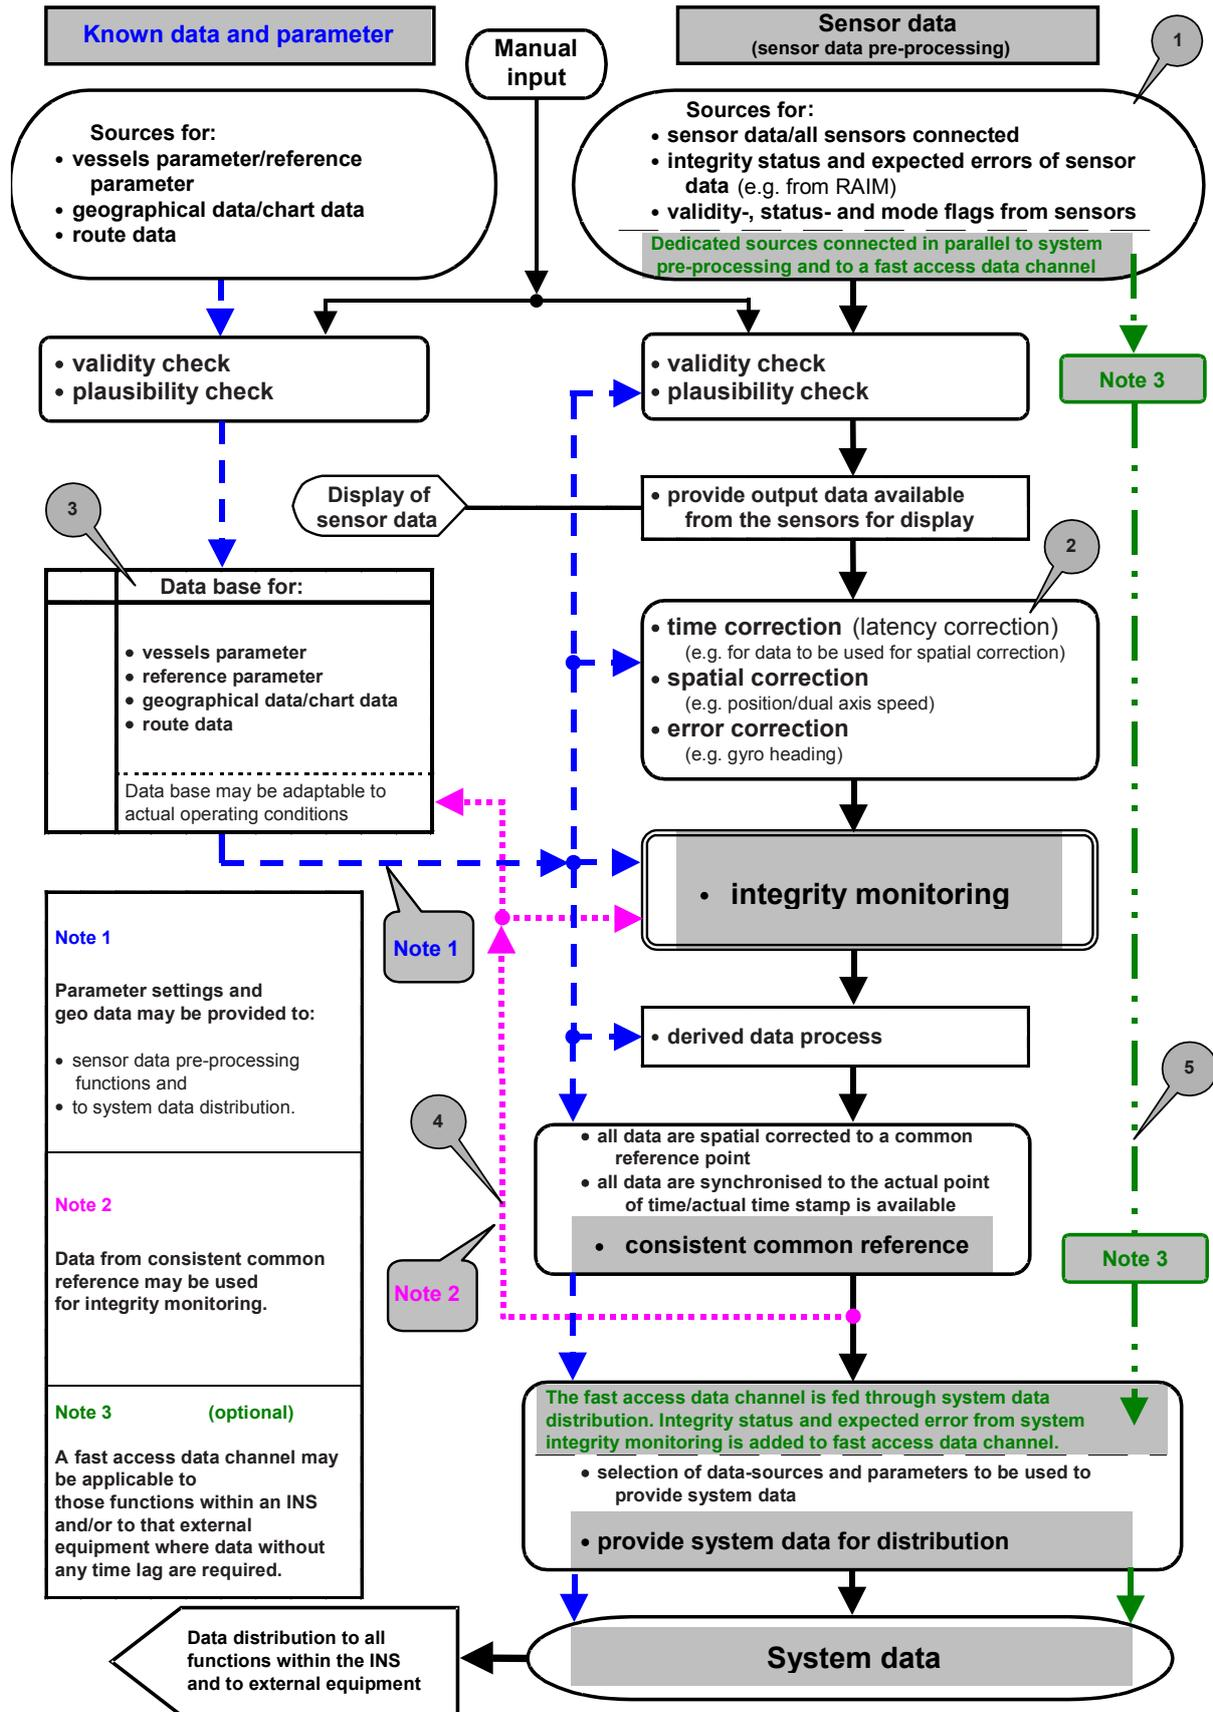 Known data and parameter
Manual
input
Sensor data
(sensor data pre-processing)
1
Sources for:
• vessels parameter/reference
parameter
• geographical data/chart data
• route data
Sources for:
• sensor data/all sensors connected
• integrity status and expected errors of sensor
data (e.g. from RAIM)
• validity-, status- and mode flags from sensors
Dedicated sources connected in parallel to system
pre-processing and to a fast access data channel
• validity check
• plausibility check
• validity check
• plausibility check
Note 3
Display of
sensor data
• provide output data available
from the sensors for display
3
2
Data base for:
• vessels parameter
• reference parameter
• geographical data/chart data
• route data
Data base may be adaptable to
actual operating conditions
• time correction (latency correction)
(e.g. for data to be used for spatial correction)
• spatial correction
(e.g. position/dual axis speed)
• error correction
(e.g. gyro heading)
• integrity monitoring
Note 1
Note 1
Parameter settings and
geo data may be provided to:
• sensor data pre-processing
functions and
• to system data distribution.
• derived data process
5
4
• all data are spatial corrected to a common
reference point
• all data are synchronised to the actual point
of time/actual time stamp is available
• consistent common reference
Note 3
Note 2
Note 2
Data from consistent common
reference may be used
for integrity monitoring.
Note 3 (optional)
A fast access data channel may
be applicable to
those functions within an INS
and/or to that external
equipment where data without
any time lag are required.
The fast access data channel is fed through system data
distribution. Integrity status and expected error from system
integrity monitoring is added to fast access data channel.
• selection of data-sources and parameters to be used to
provide system data
• provide system data for distribution
Data distribution to all
functions within the INS
and to external equipment
System data